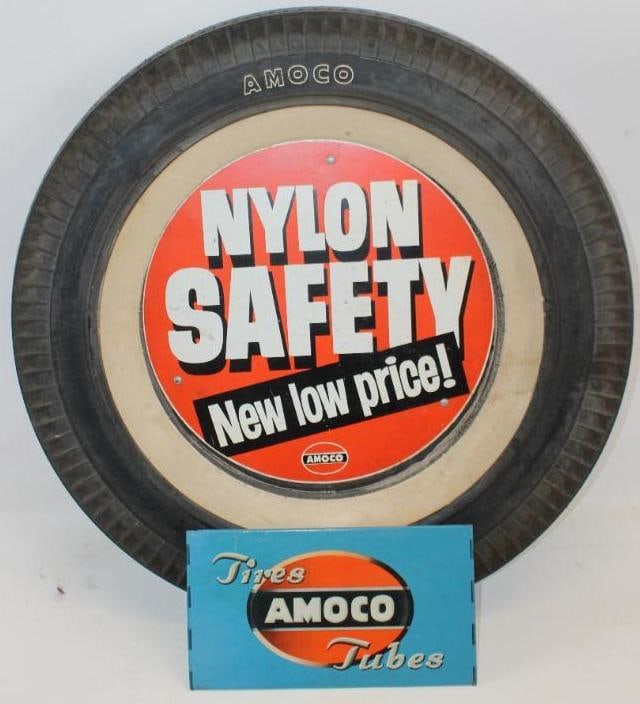 AMOCO
NYLON
SAFETY
New low price!
AMOCO
Tires
AMOCO
Tubes